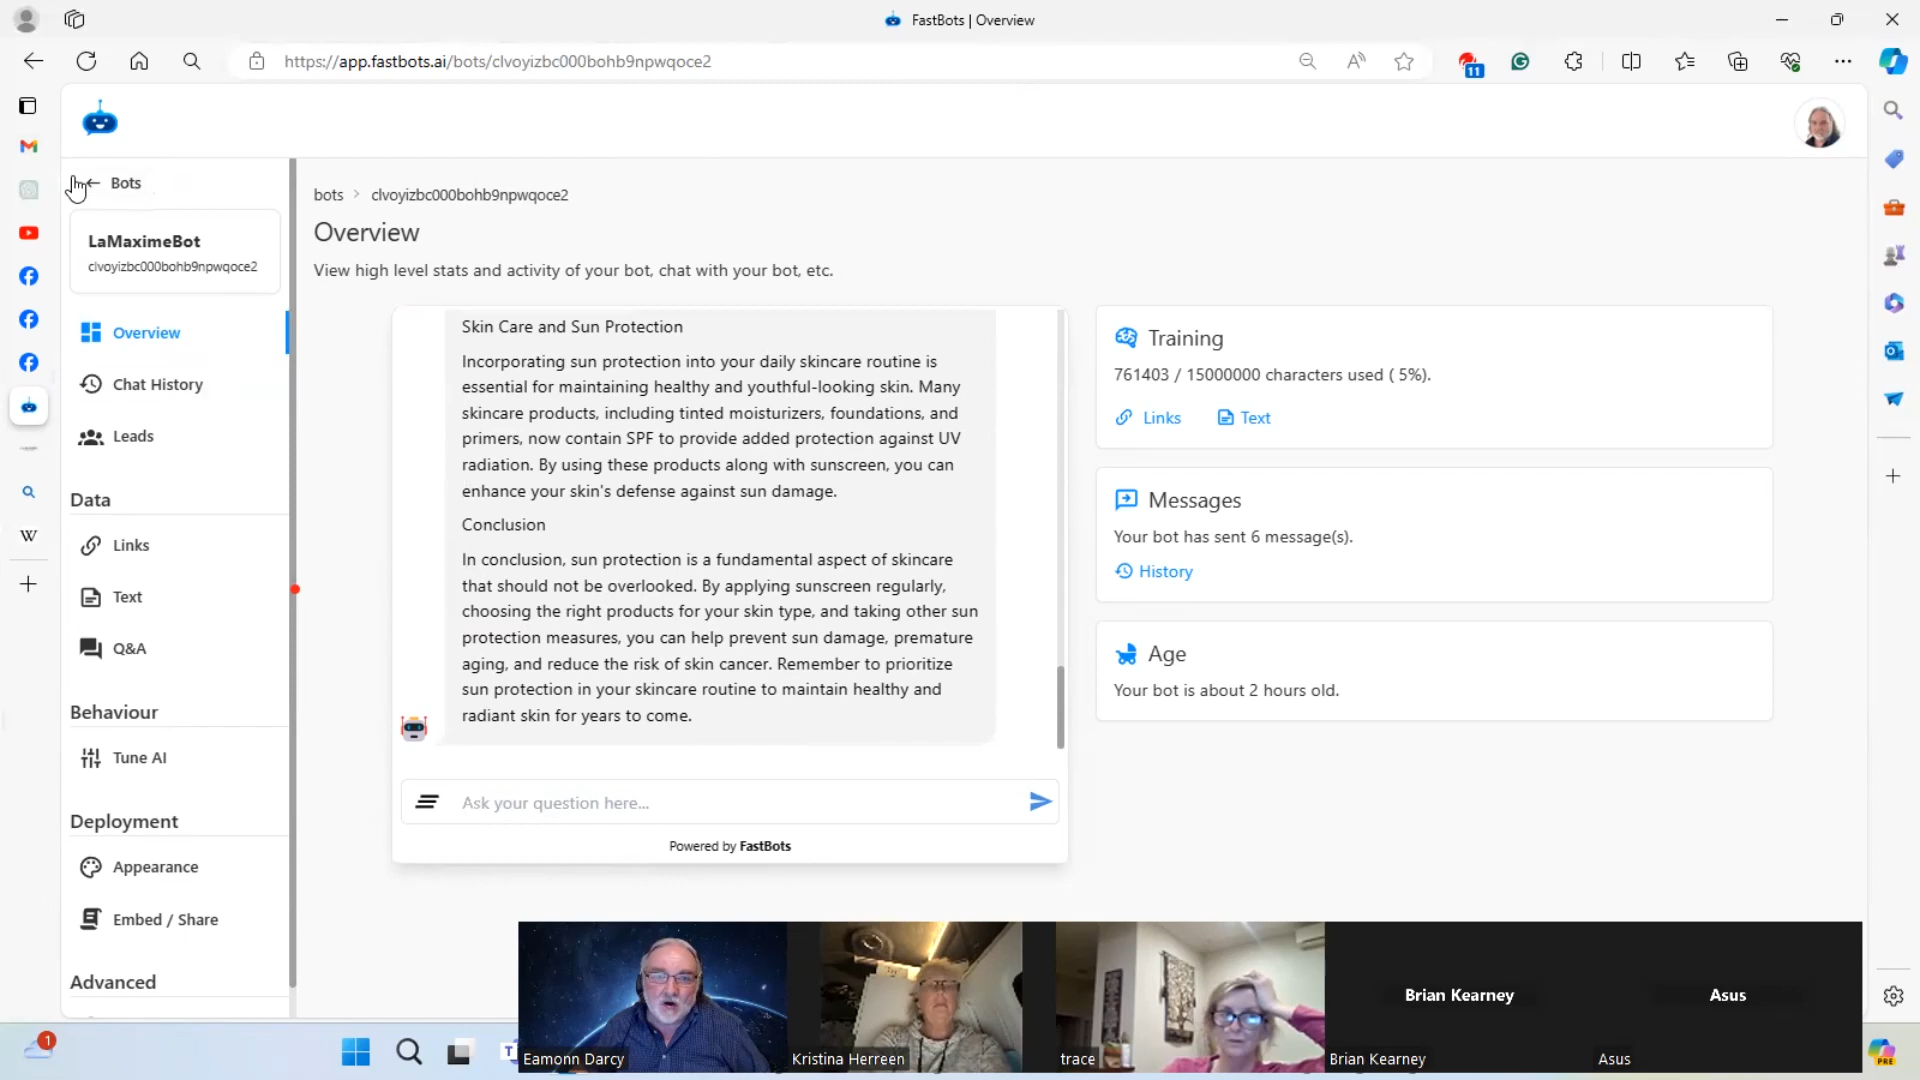 FastBots | Overview
https://app.fastbots.ai/bots/clvoyizbc000bohb9npwqoce2
11
Bots
LaMaximeBot
clvoyizbc000bohb9npwqoce2
Overview
Chat History
Leads
Data
Links
Text
Q&A
Behaviour
Tune AI
Deployment
Appearance
Embed / Share
Advanced
bots > clvoyizbc000bohb9npwqoce2
Overview
View high level stats and activity of your bot, chat with your bot, etc.
Skin Care and Sun Protection
Incorporating sun protection into your daily skincare routine is
essential for maintaining healthy and youthful-looking skin. Many
skincare products, including tinted moisturizers, foundations, and
primers, now contain SPF to provide added protection against UV
radiation. By using these products along with sunscreen, you can
enhance your skin's defense against sun damage.
Conclusion
In conclusion, sun protection is a fundamental aspect of skincare
that should not be overlooked. By applying sunscreen regularly,
choosing the right products for your skin type, and taking other sun
protection measures, you can help prevent sun damage, premature
aging, and reduce the risk of skin cancer. Remember to prioritize
sun protection in your skincare routine to maintain healthy and
radiant skin for years to come.
Ask your question here...
Powered by FastBots
Training
761403 / 15000000 characters used ( 5%).
Links
Text
Messages
Your bot has sent 6 message(s).
History
Age
Your bot is about 2 hours old.
Brian Kearney
Asus
Eamonn Darcy
Kristina Herreen
trace
Brian Kearney
Asus
1
T
W
PRE